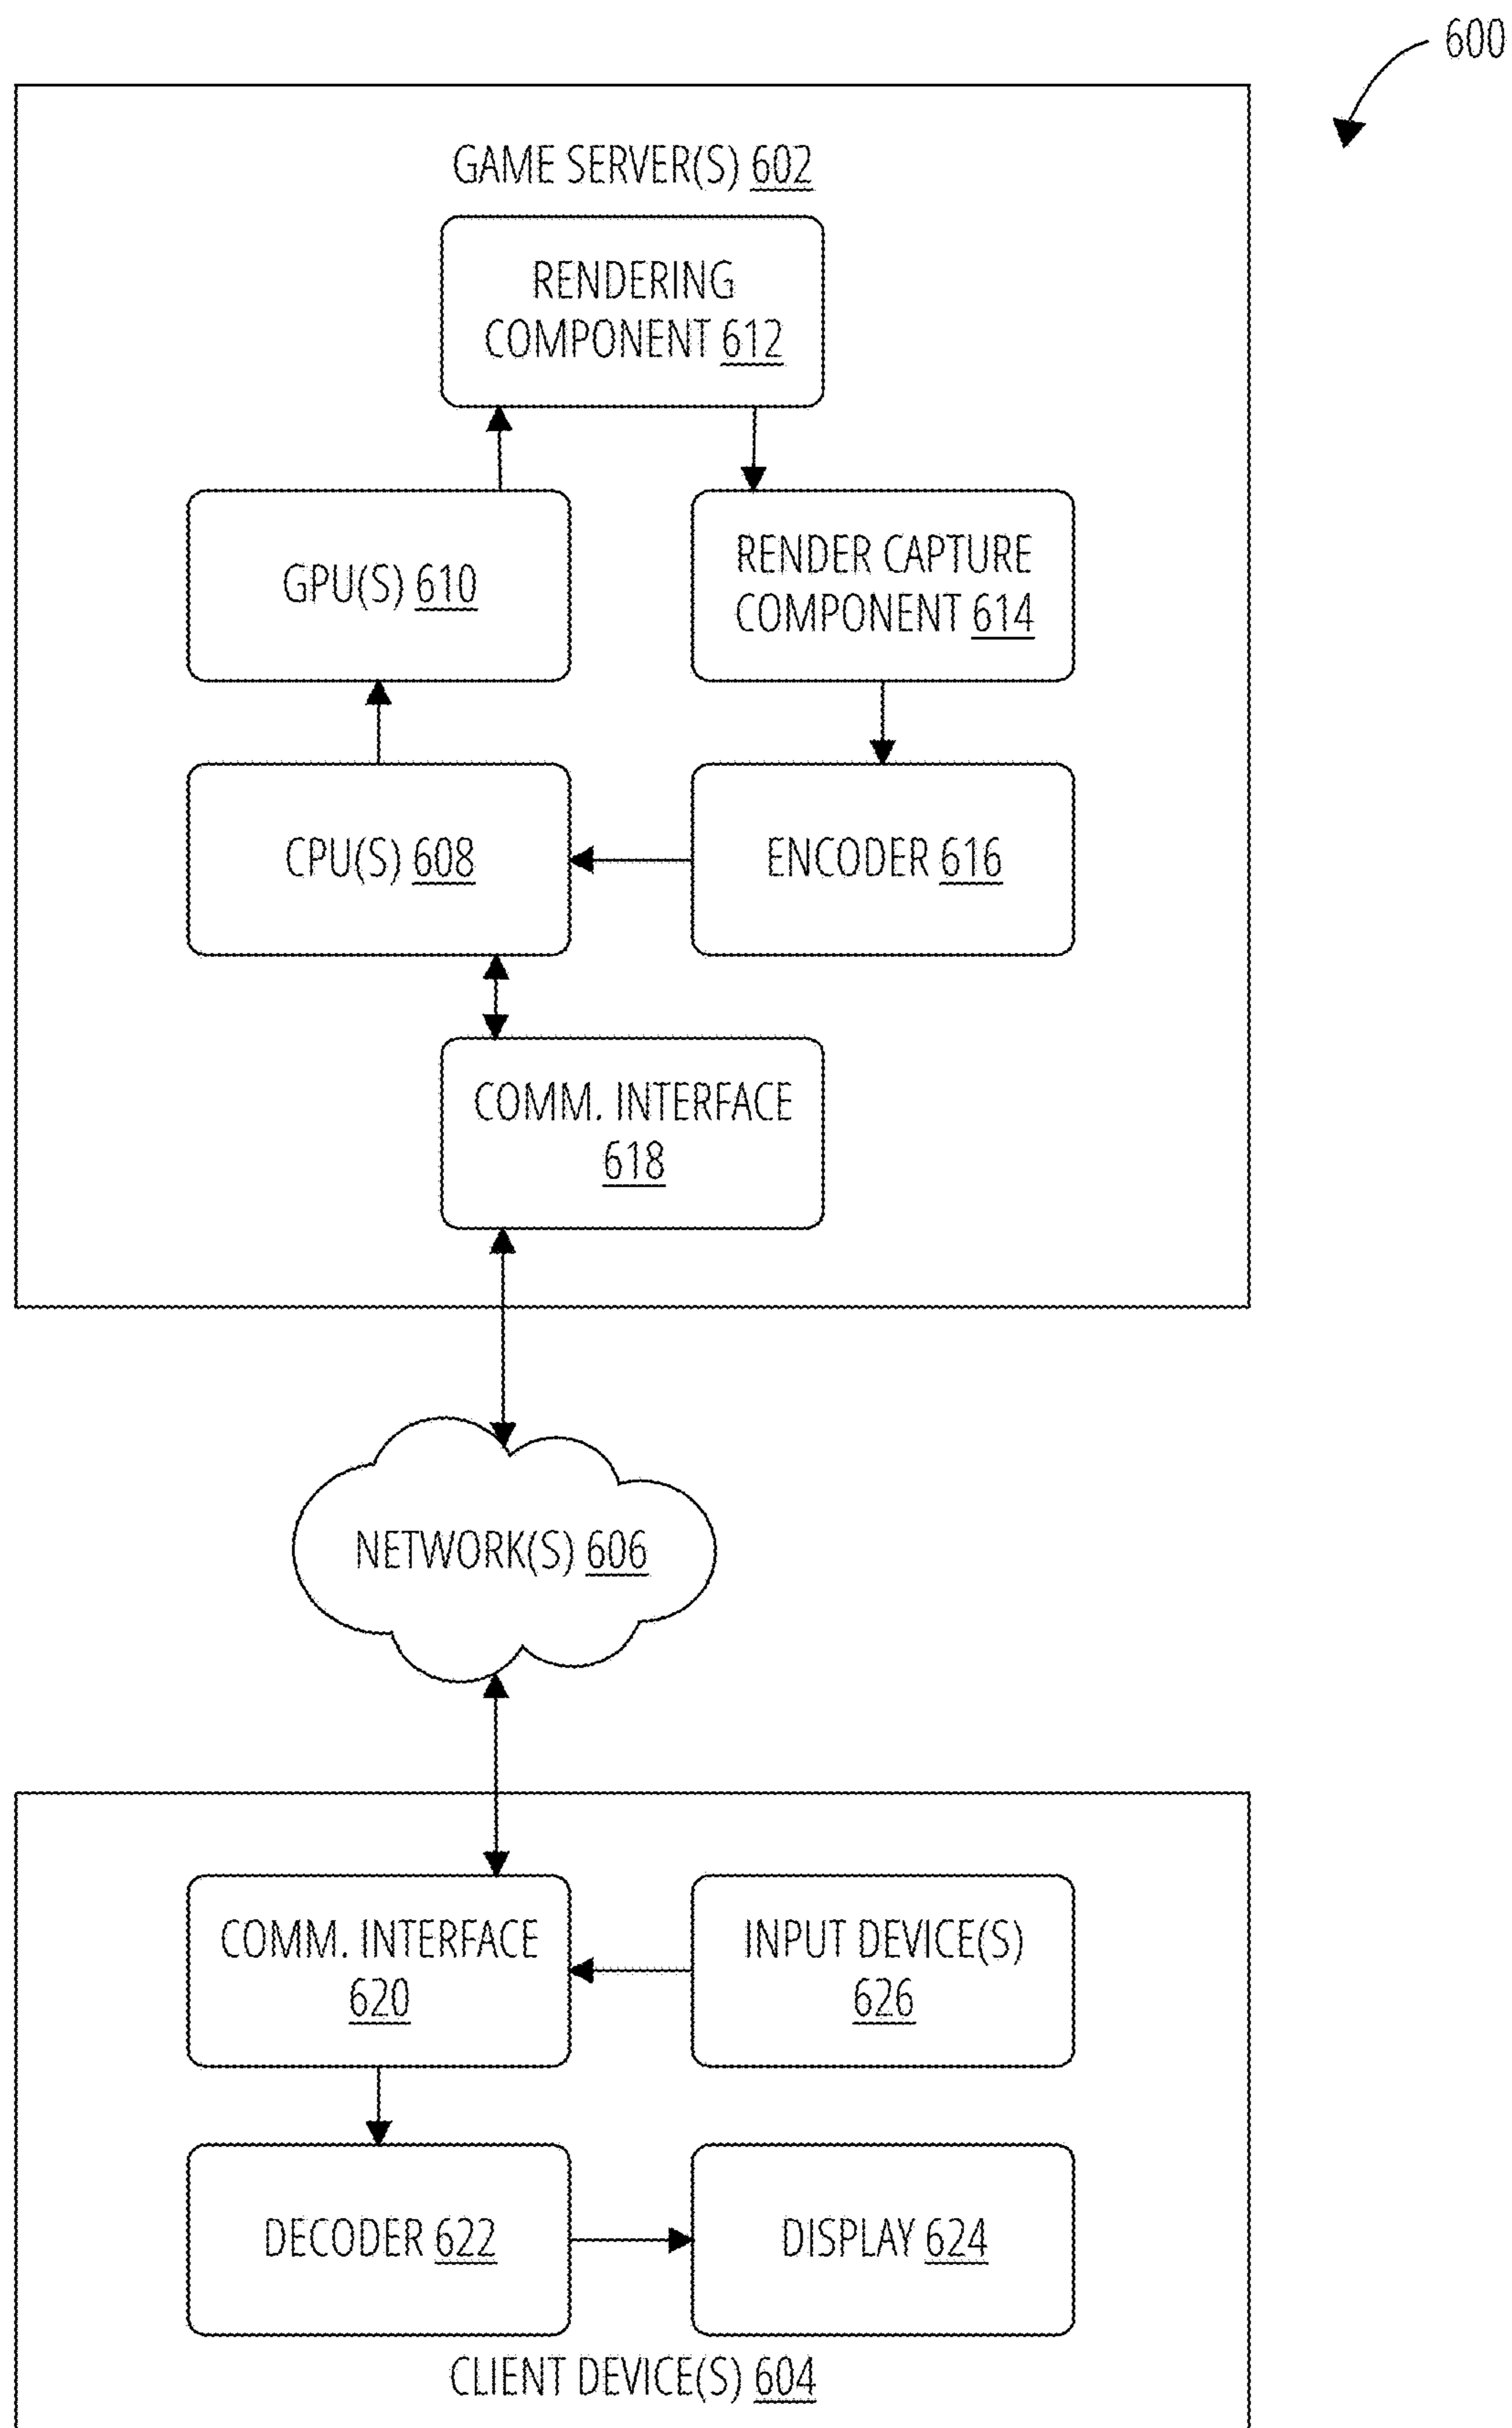 600
GAME SERVER(S) 602
RENDERING
COMPONENT 612
GPU(S) 610
RENDER CAPTURE
COMPONENT 614
CPU(S) 608
ENCODER 616
COMM. INTERFACE
618
NETWORK(S) 606
COMM. INTERFACE
620
INPUT DEVICE(S)
626
DECODER 622
DISPLAY 624
CLIENT DEVICE(S) 604